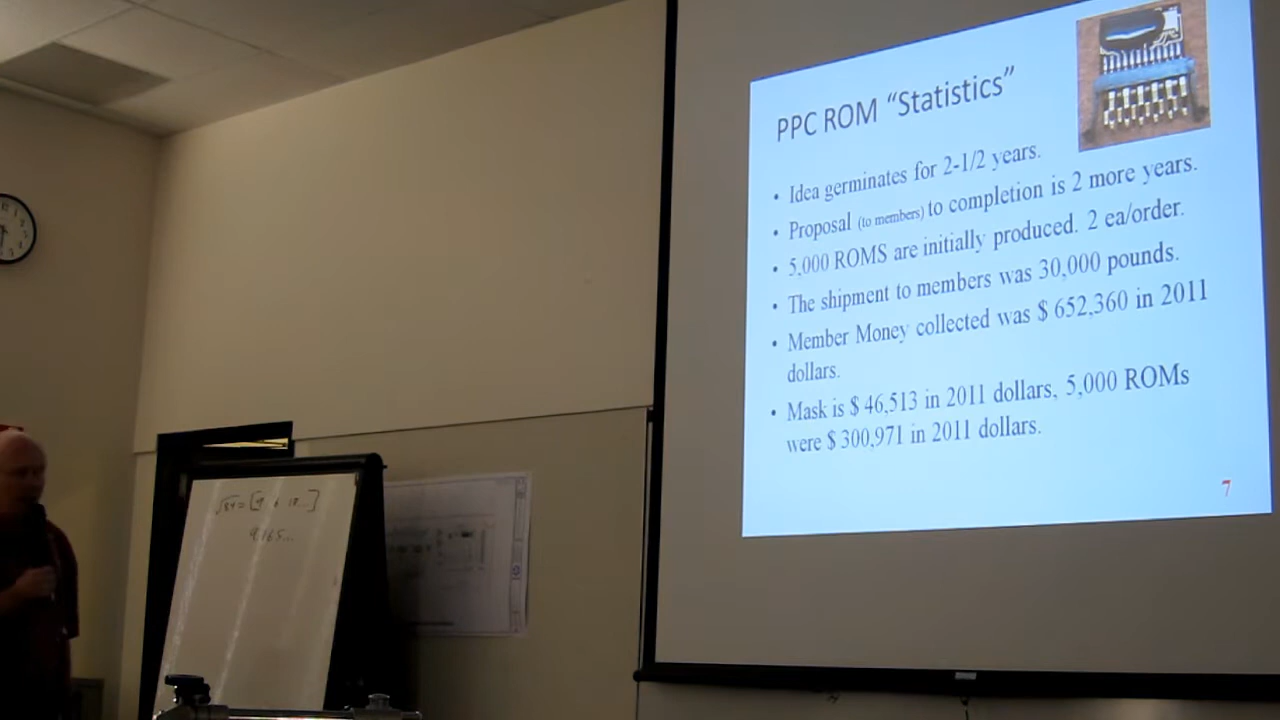 PPC ROM “Statistics”
• Idea germinates for 2-1/2 years.
• Proposal (to members) to completion is 2 more years.
• 5,000 ROMS are initially produced. 2 ea/order.
• The shipment to members was 30,000 pounds.
• Member Money collected was $ 652,360 in 2011
dollars.
• Mask is $ 46,513 in 2011 dollars, 5,000 ROMs
were $ 300,971 in 2011 dollars.
7